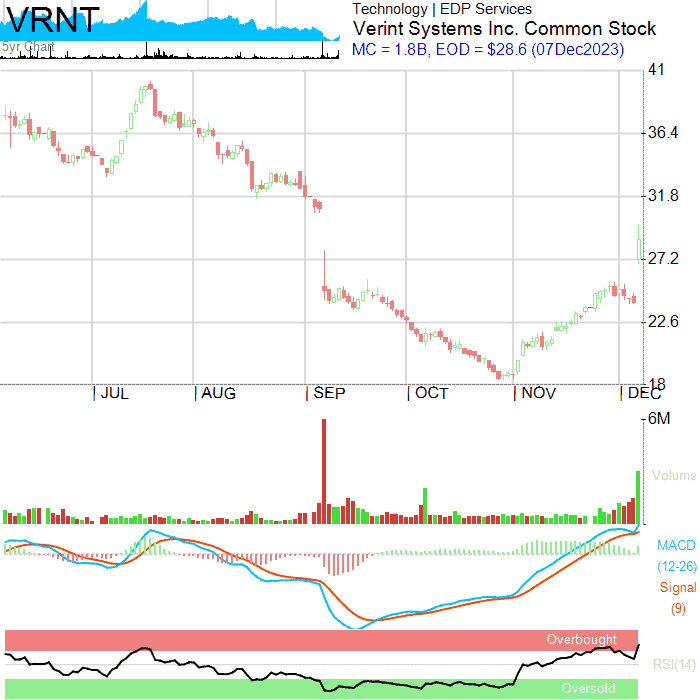 VRNT
5yr Chart
Technology | EDP Services
Verint Systems Inc. Common Stock
MC = 1.8B, EOD = $28.6 (07Dec2023)
41
36.4
31.8
27.2
22.6
18
JUL AUG SEP OCT NOV DEC
6M
Volume
MACD
(12-26)
Signal
(9)
Overbought
RSI(14)
Oversold